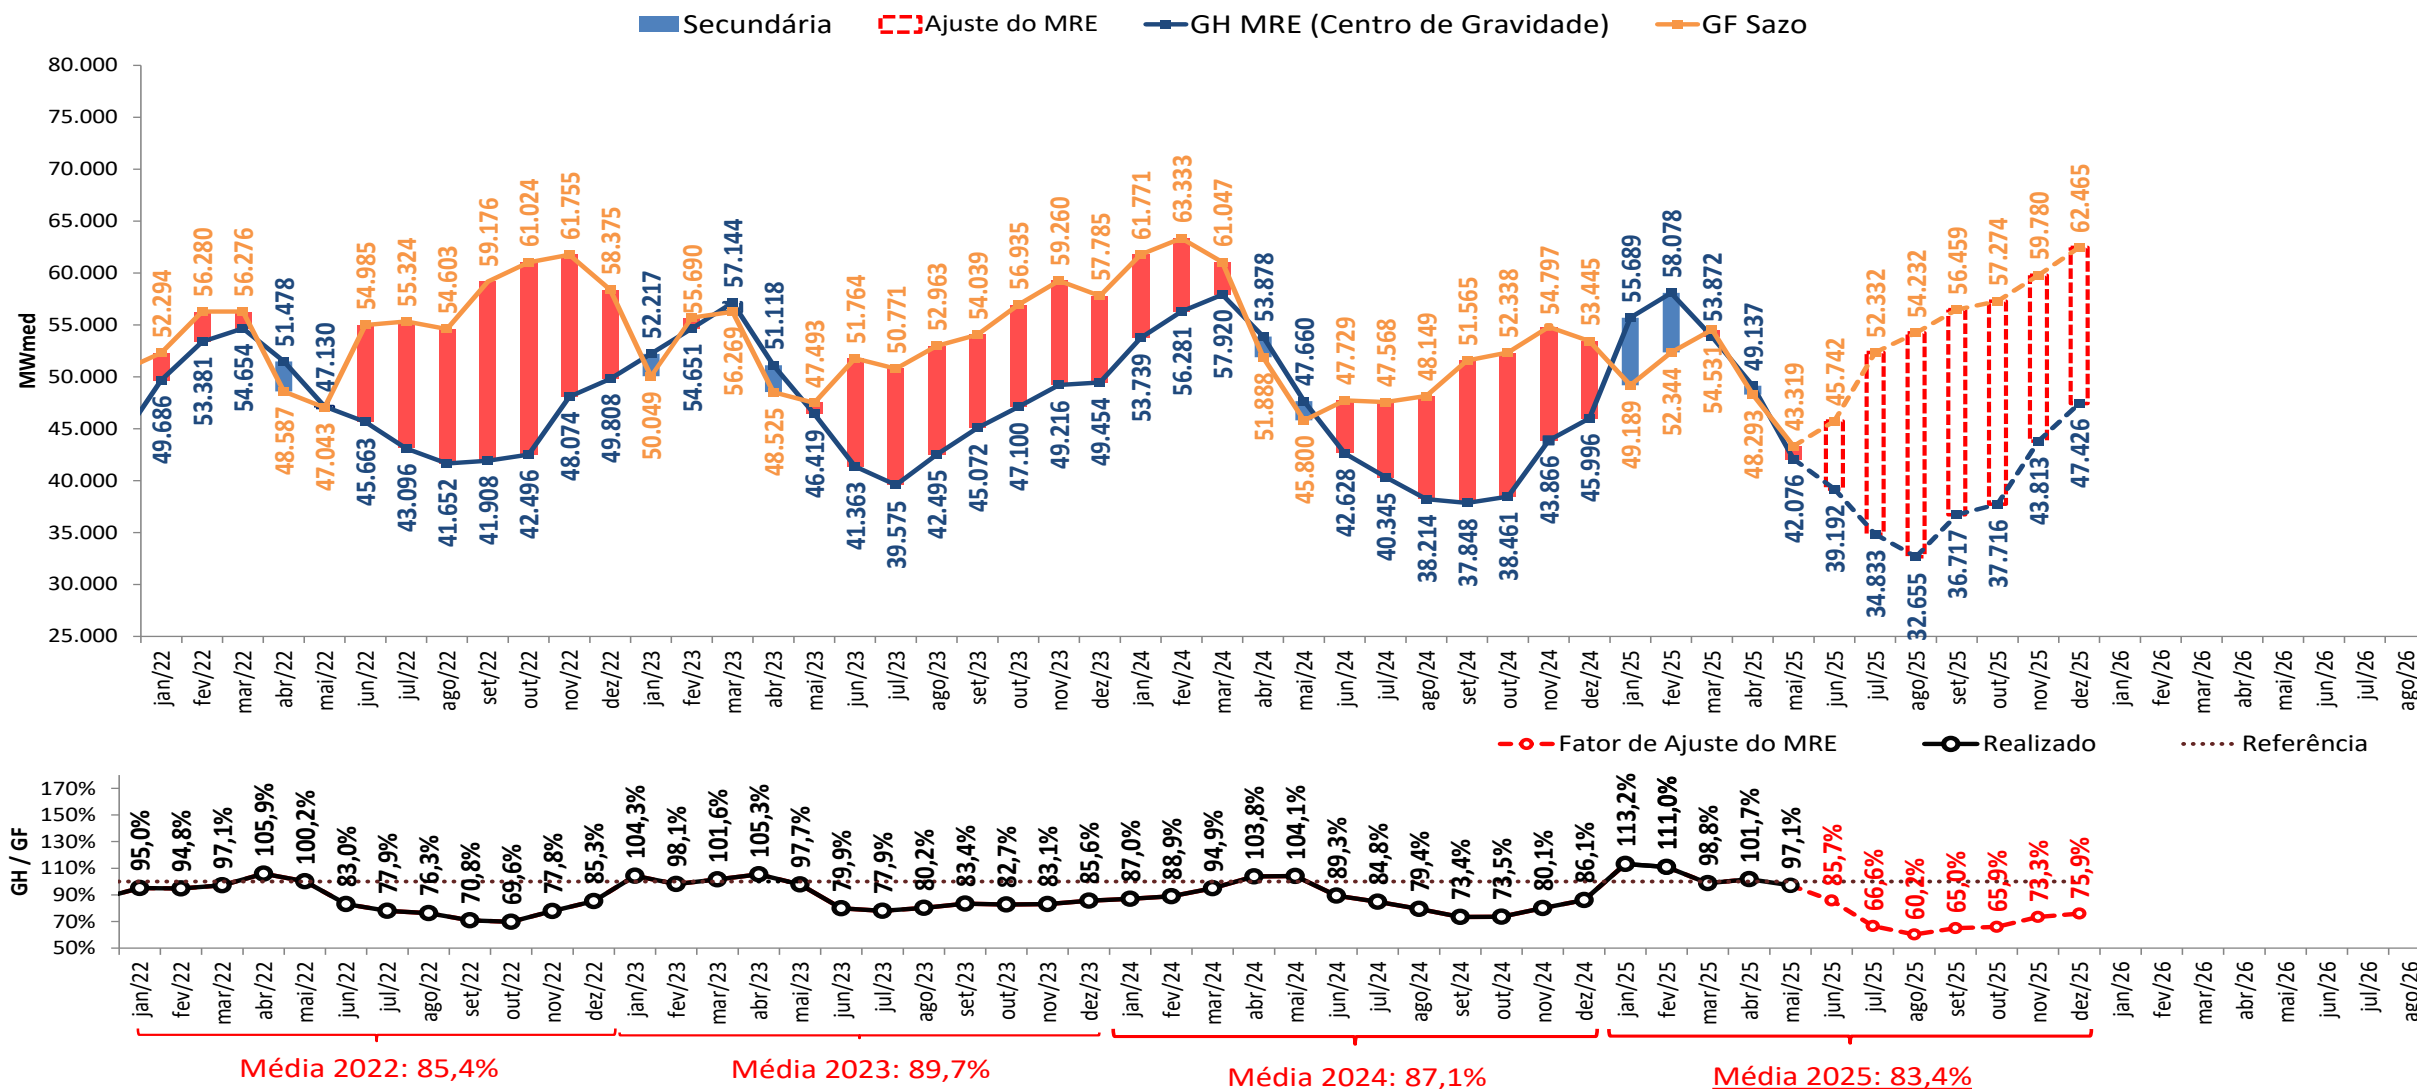 Secundária Ajuste do MRE GH MRE (Centro de Gravidade) GF Sazo
MWmed
80.000
75.000
70.000
65.000
60.000
55.000
50.000
45.000
40.000
35.000
30.000
25.000
52.294 56.280 56.276 48.587 47.043 54.985 55.324 54.603 59.176 61.024 61.755 58.375 50.049 55.690 56.269 48.525 47.493 51.764 50.771 52.963 54.039 56.935 59.260 57.785 61.771 63.333 61.047 51.888 45.800 47.729 47.568 48.149 51.565 52.338 54.797 53.445 49.189 52.344 54.531 48.293 43.319 45.742 52.332 54.232 56.459 57.274 59.780 62.465
49.686 53.381 54.654 51.478 47.130 45.663 43.096 41.652 41.908 42.496 48.074 49.808 52.217 54.651 57.144 51.118 46.419 41.363 39.575 42.495 45.072 47.100 49.216 49.454 53.739 56.281 57.920 53.878 47.660 42.628 40.345 38.214 37.848 38.461 43.866 45.996 55.689 58.078 53.872 49.137 42.076 39.192 34.833 32.655 36.717 37.716 43.813 47.426
jan/22 fev/22 mar/22 abr/22 mai/22 jun/22 jul/22 ago/22 set/22 out/22 nov/22 dez/22 jan/23 fev/23 mar/23 abr/23 mai/23 jun/23 jul/23 ago/23 set/23 out/23 nov/23 dez/23 jan/24 fev/24 mar/24 abr/24 mai/24 jun/24 jul/24 ago/24 set/24 out/24 nov/24 dez/24 jan/25 fev/25 mar/25 abr/25 mai/25 jun/25 jul/25 ago/25 set/25 out/25 nov/25 dez/25 jan/26 fev/26 mar/26 abr/26 mai/26 jun/26 jul/26 ago/26
Fator de Ajuste do MRE Realizado Referência
GH / GF
170%
150%
130%
110%
90%
70%
50%
95,0% 94,8% 97,1% 105,9% 100,2% 83,0% 77,9% 76,3% 70,8% 69,6% 77,8% 85,3% 104,3% 98,1% 101,6% 105,3% 97,7% 79,9% 77,9% 80,2% 83,4% 82,7% 83,1% 85,6% 87,0% 88,9% 94,9% 103,8% 104,1% 89,3% 84,8% 79,4% 73,4% 73,5% 80,1% 86,1% 113,2% 111,0% 98,8% 101,7% 97,1% 85,7% 66,6% 60,2% 65,0% 65,9% 73,3% 75,9%
jan/22 fev/22 mar/22 abr/22 mai/22 jun/22 jul/22 ago/22 set/22 out/22 nov/22 dez/22 jan/23 fev/23 mar/23 abr/23 mai/23 jun/23 jul/23 ago/23 set/23 out/23 nov/23 dez/23 jan/24 fev/24 mar/24 abr/24 mai/24 jun/24 jul/24 ago/24 set/24 out/24 nov/24 dez/24 jan/25 fev/25 mar/25 abr/25 mai/25 jun/25 jul/25 ago/25 set/25 out/25 nov/25 dez/25 jan/26 fev/26 mar/26 abr/26 mai/26 jun/26 jul/26
Média 2022: 85,4% Média 2023: 89,7% Média 2024: 87,1% Média 2025: 83,4%